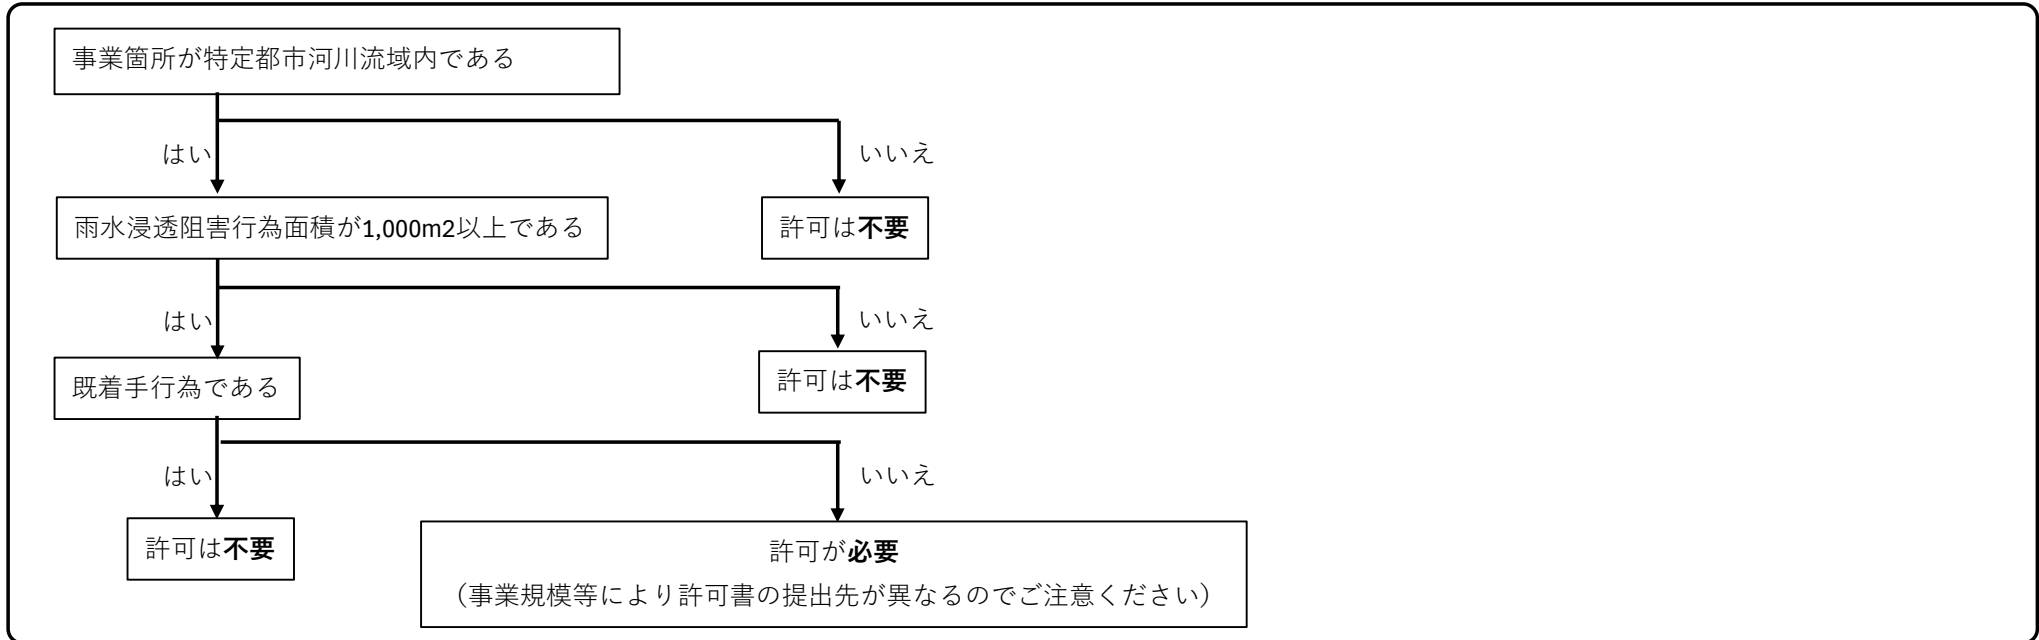 事業箇所が特定都市河川流域内である
はい
いいえ
雨水浸透阻害行為面積が1,000m2以上である
許可は不要
はい
いいえ
既着手行為である
許可は不要
はい
いいえ
許可は不要
許可が必要
（事業規模等により許可書の提出先が異なるのでご注意ください）